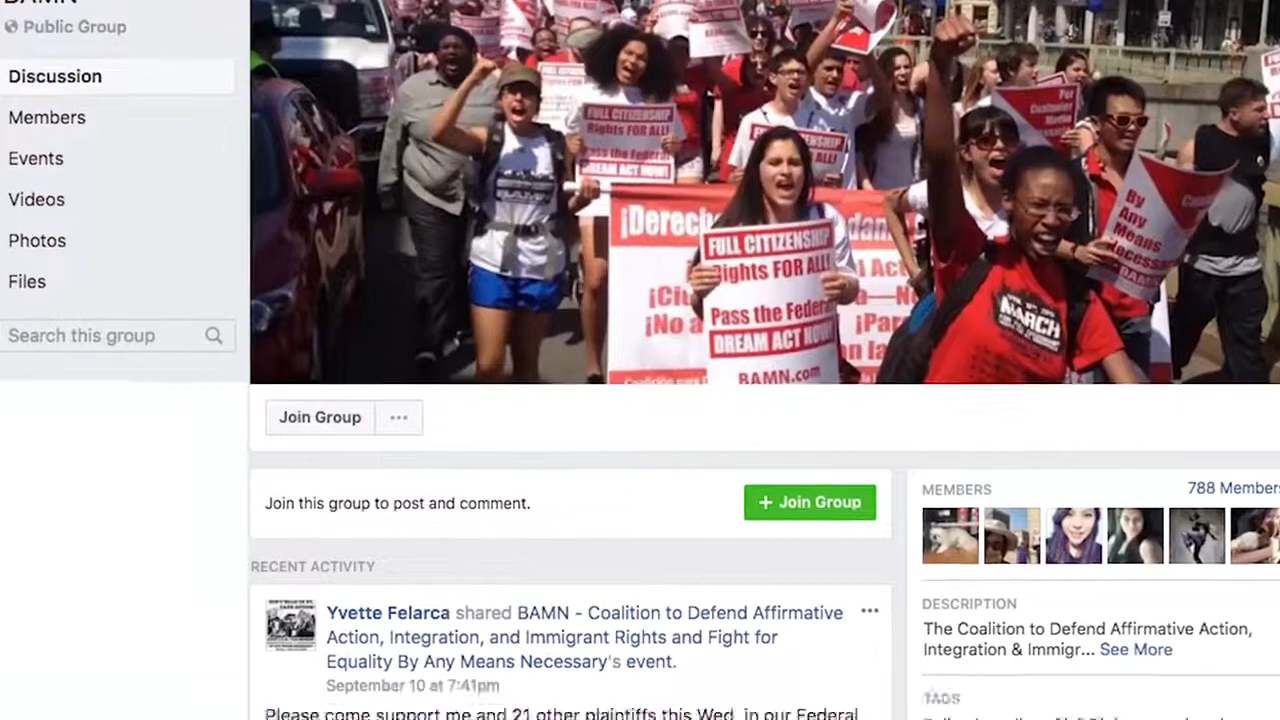 BAMN
Public Group
Discussion
Members
Events
Videos
Photos
Files
Search this group
FULL CITIZENSHIP
Rights FOR ALL!
Pass the Federal
DREAM ACT NOW!
¡Derech
¡No a
FULL CITIZENSHIP
Rights FOR ALL!
Pass the Federa
DREAM ACT NOW!
BAMN.com
MARCH
By
Any
Means
Necessary
BAMN
Join Group
Join this group to post and comment.
+ Join Group
MEMBERS
788 Members
RECENT ACTIVITY
Yvette Felarca shared BAMN - Coalition to Defend Affirmative
Action, Integration, and Immigrant Rights and Fight for
Equality By Any Means Necessary's event.
September 10 at 7:41pm
Please come support me and 21 other plaintiffs this Wed. in our Federal
DESCRIPTION
The Coalition to Defend Affirmative Action,
Integration & Immigr... See More
TAGS